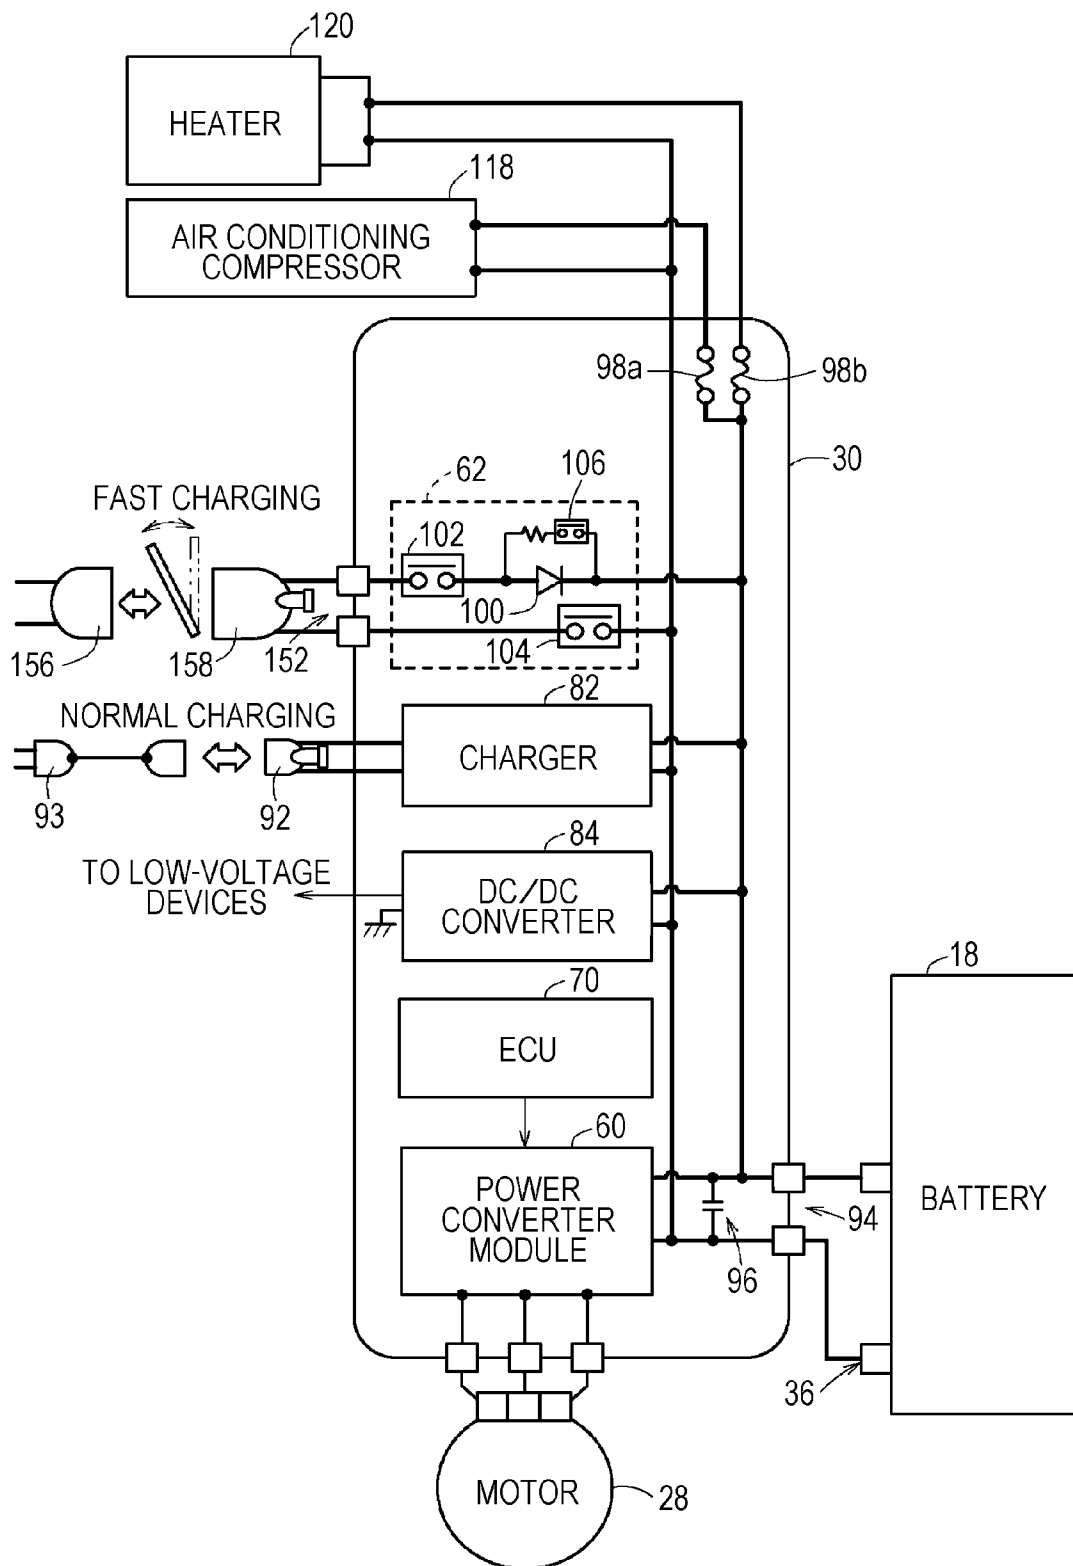 120
HEATER
118
AIR CONDITIONING
COMPRESSOR
98a
98b
30
62
106
FAST CHARGING
102
100
104
156
158
152
82
NORMAL CHARGING
CHARGER
93
92
84
TO LOW-VOLTAGE
DEVICES
DC/DC
CONVERTER
18
70
ECU
60
POWER
CONVERTER
MODULE
BATTERY
94
96
36
MOTOR
28